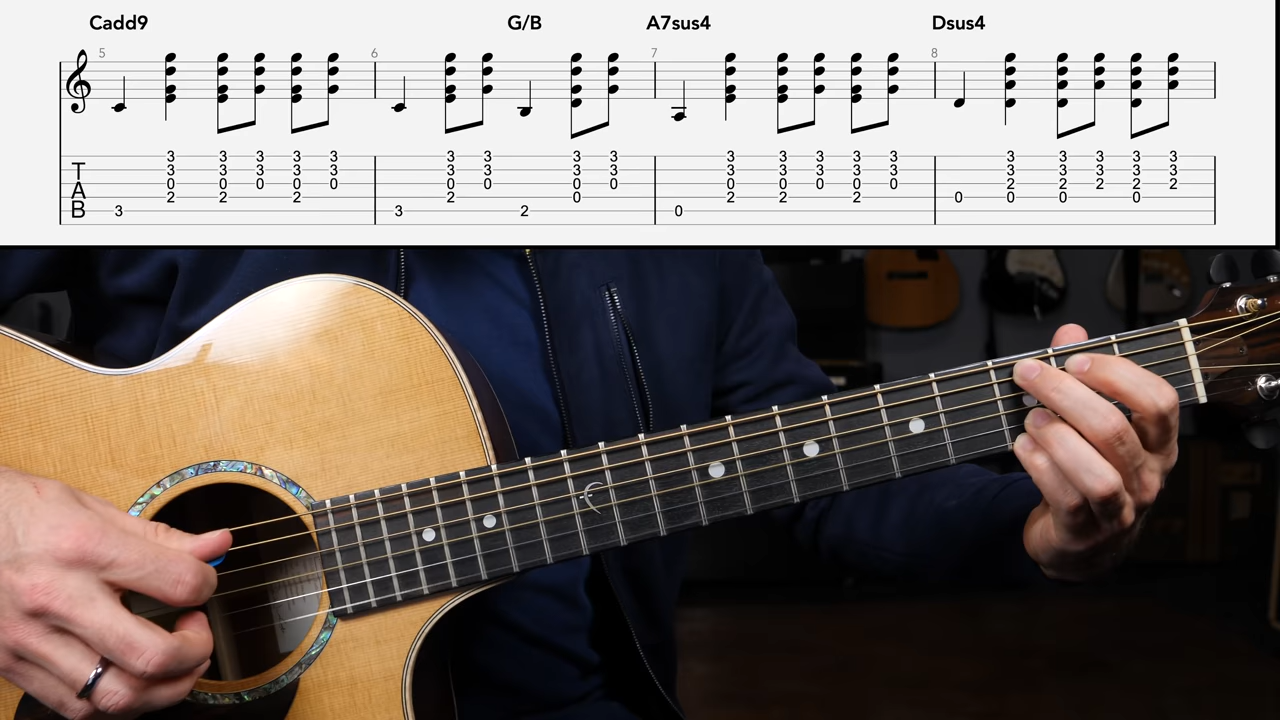 Cadd9 G/B A7sus4 Dsus4
5 6 7 8
3 3 3 3 3 3 3 3 3 3 3 3 3 3 3 3 3 3 3
3 3 3 3 3 3 3 3 3 3 3 3 3 3 3 3 3 3 3
T 0 0 0 0 0 0 0 0 0 0 0 0 0 0 2 2 2 2 2
A 2 2 2 2 0 2 2 2 0 0 0 0
B 3 3 2 0